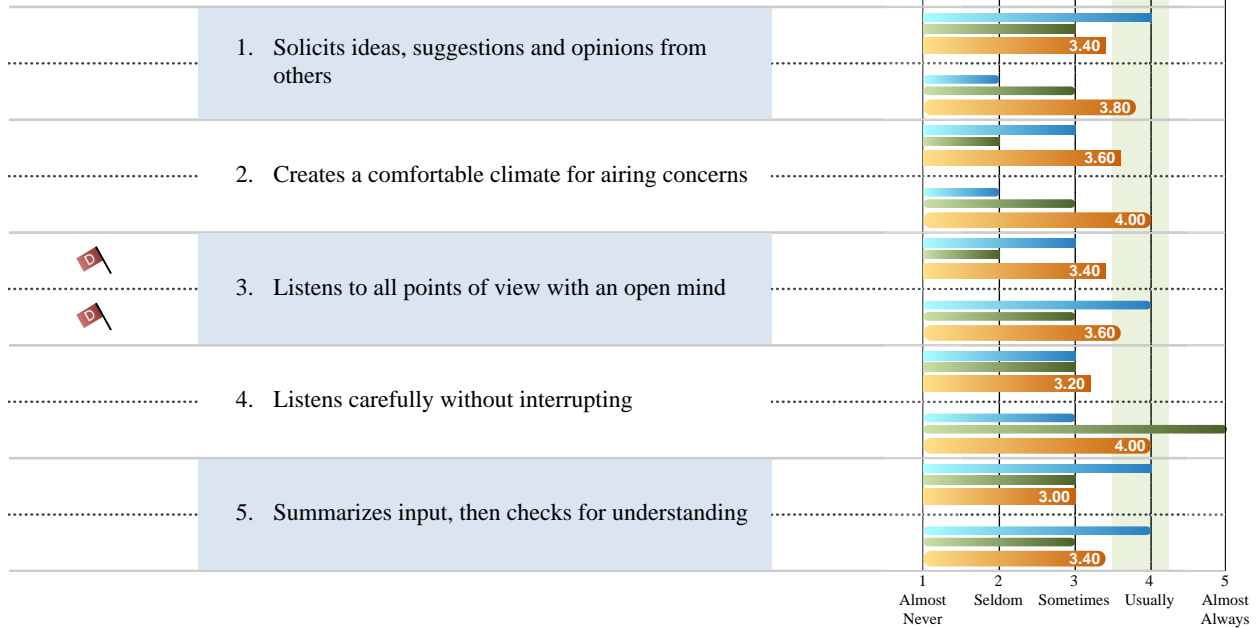 1. Solicits ideas, suggestions and opinions from
others
3.40
3.80
2. Creates a comfortable climate for airing concerns
3.60
4.00
D
3. Listens to all points of view with an open mind
3.40
D
3.60
4. Listens carefully without interrupting
3.20
4.00
5. Summarizes input, then checks for understanding
3.00
3.40
1 2 3 4 5
Almost Seldom Sometimes Usually Almost
Never Always